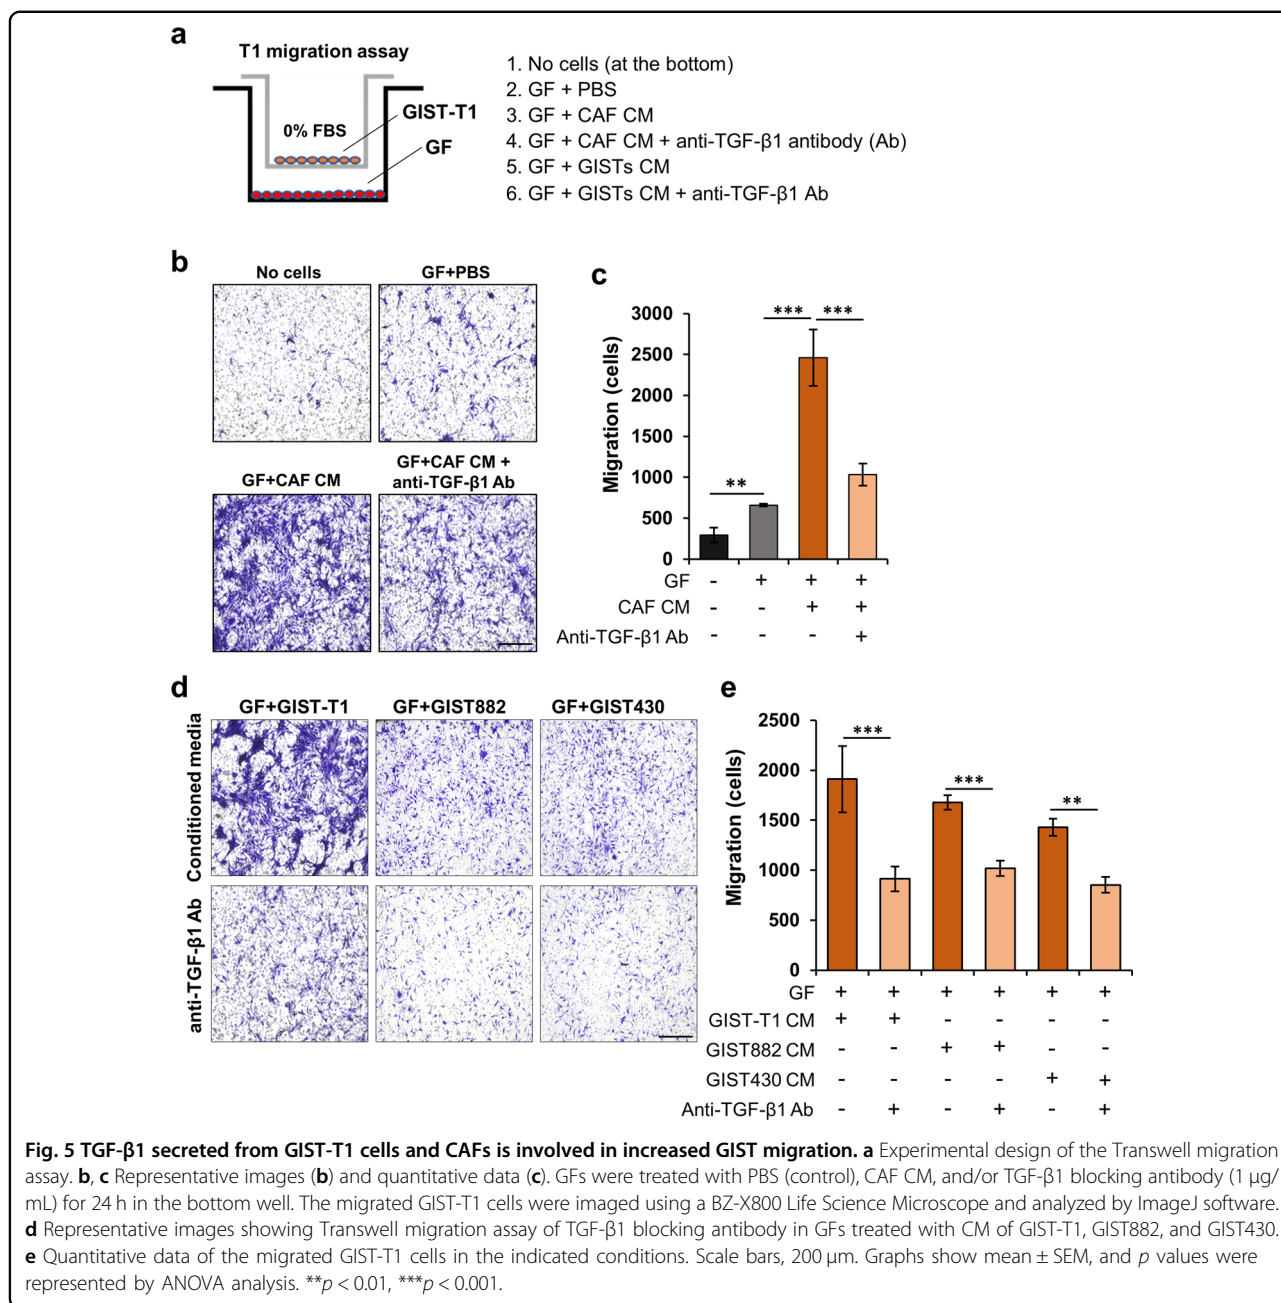 a
T1 migration assay
0% FBS
GIST-T1
GF
1. No cells (at the bottom)
2. GF + PBS
3. GF + CAF CM
4. GF + CAF CM + anti-TGF-β1 antibody (Ab)
5. GF + GISTs CM
6. GF + GISTs CM + anti-TGF-β1 Ab
b
No cells
GF+PBS
GF+CAF CM
GF+CAF CM +
anti-TGF-β1 Ab
c
Migration (cells)
3000
2500
2000
1500
1000
500
0
**
***
***
GF - + + +
CAF CM - - + +
Anti-TGF-β1 Ab - - - +
d
GF+GIST-T1
GF+GIST882
GF+GIST430
Conditioned media
anti-TGF-β1 Ab
e
Migration (cells)
2500
2000
1500
1000
500
0
***
***
**
GF + + + + + +
GIST-T1 CM + + - - - -
GIST882 CM - - + + - -
GIST430 CM - - - - + +
Anti-TGF-β1 Ab - + - + - +
Fig. 5 TGF-β1 secreted from GIST-T1 cells and CAFs is involved in increased GIST migration. a Experimental design of the Transwell migration
assay. b, c Representative images (b) and quantitative data (c). GFs were treated with PBS (control), CAF CM, and/or TGF-β1 blocking antibody (1 μg/
mL) for 24 h in the bottom well. The migrated GIST-T1 cells were imaged using a BZ-X800 Life Science Microscope and analyzed by ImageJ software.
d Representative images showing Transwell migration assay of TGF-β1 blocking antibody in GFs treated with CM of GIST-T1, GIST882, and GIST430.
e Quantitative data of the migrated GIST-T1 cells in the indicated conditions. Scale bars, 200 μm. Graphs show mean ± SEM, and p values were
represented by ANOVA analysis. **p < 0.01, ***p < 0.001.